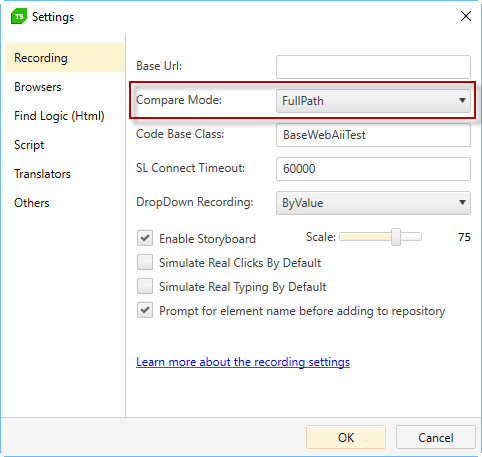 TS Settings
Recording
Browsers
Find Logic (Html)
Script
Translators
Others
Base Url:
Compare Mode: FullPath
Code Base Class: BaseWebAiiTest
SL Connect Timeout: 60000
DropDown Recording: ByValue
Enable Storyboard Scale: 75
Simulate Real Clicks By Default
Simulate Real Typing By Default
Prompt for element name before adding to repository
Learn more about the recording settings
OK Cancel